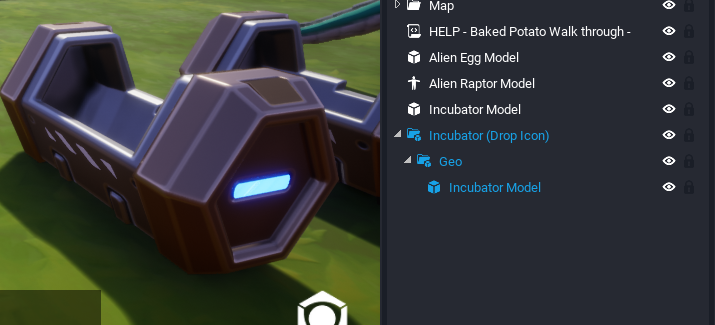 Map
HELP - Baked Potato Walk through -
Alien Egg Model
Alien Raptor Model
Incubator Model
Incubator (Drop Icon)
Geo
Incubator Model